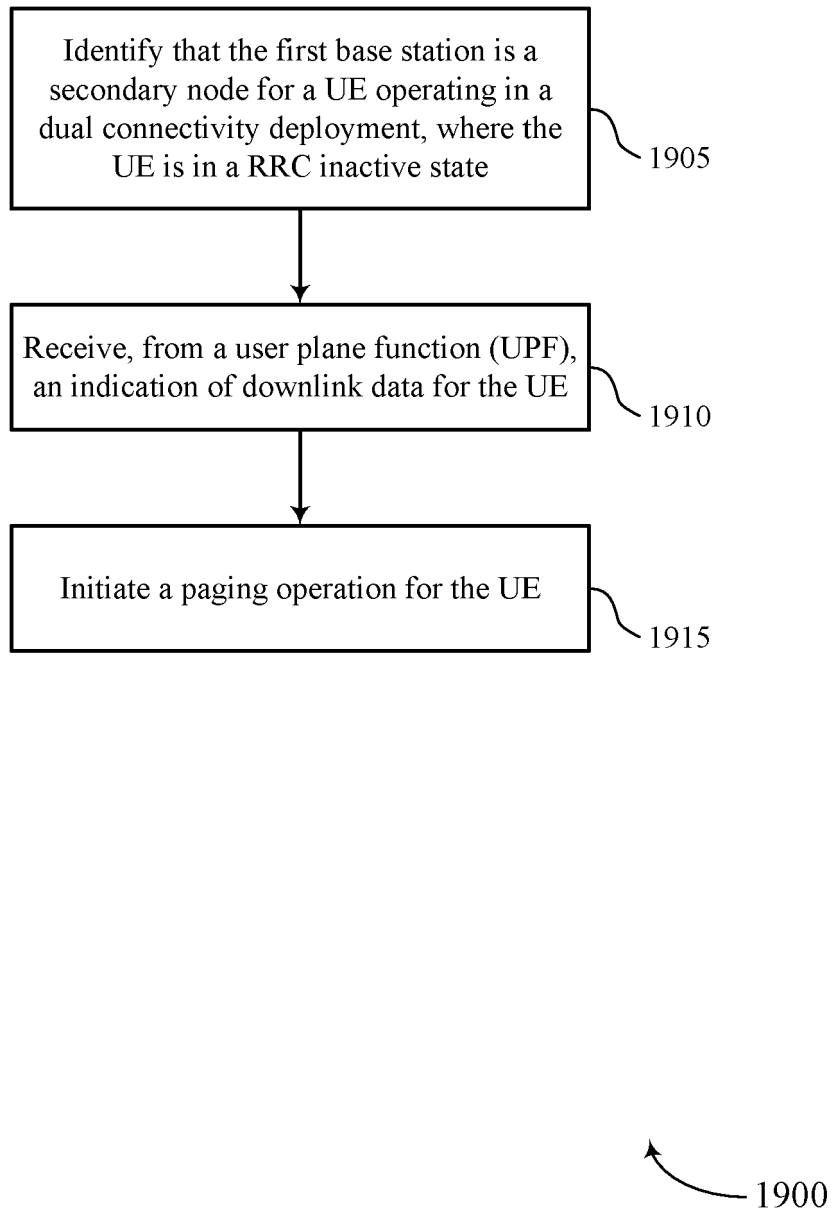 Identify that the first base station is a
secondary node for a UE operating in a
dual connectivity deployment, where the
UE is in a RRC inactive state
1905
Receive, from a user plane function (UPF),
an indication of downlink data for the UE
1910
Initiate a paging operation for the UE
1915
1900